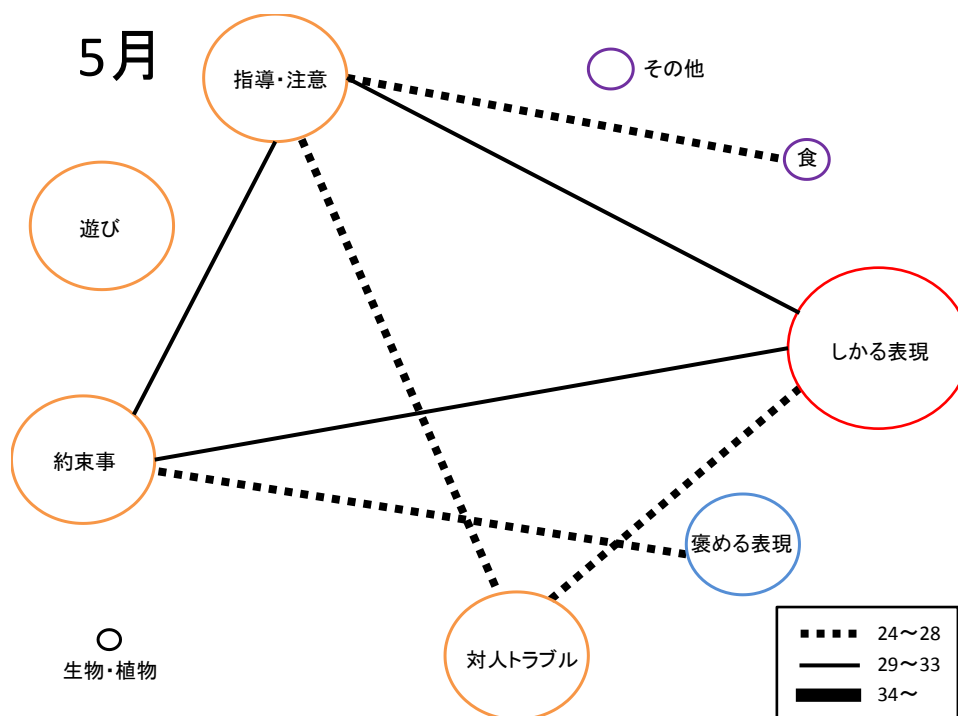 5月
指導・注意
その他
食
遊び
しかる表現
約束事
褒める表現
対人トラブル
生物・植物
24～28
29～33
34～